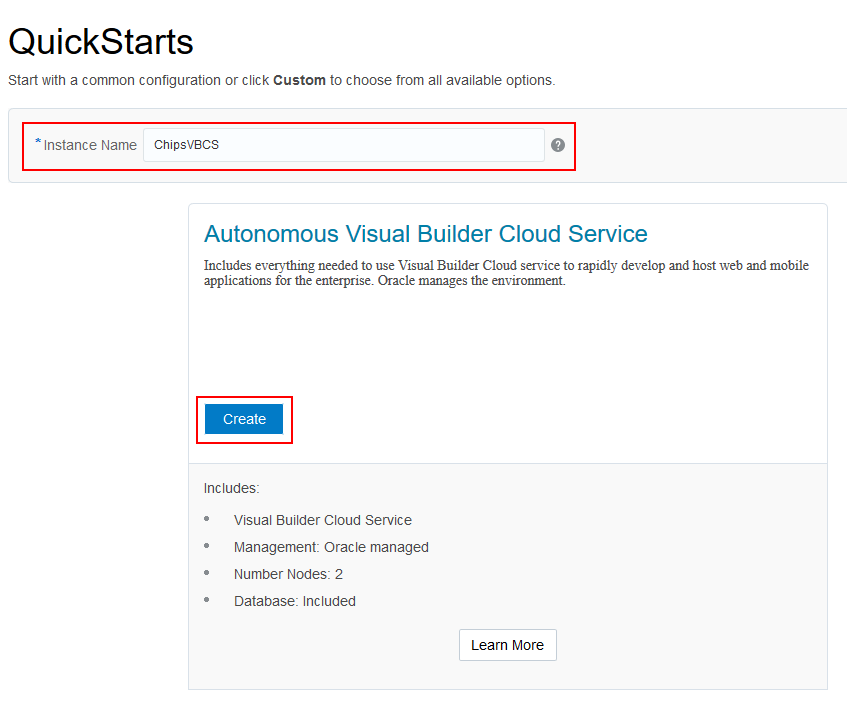 QuickStarts
Start with a common configuration or click Custom to choose from all available options.
* Instance Name ChipsVBCS ?
Autonomous Visual Builder Cloud Service
Includes everything needed to use Visual Builder Cloud service to rapidly develop and host web and mobile
applications for the enterprise. Oracle manages the environment.
Create
Includes:
• Visual Builder Cloud Service
• Management: Oracle managed
• Number Nodes: 2
• Database: Included
Learn More